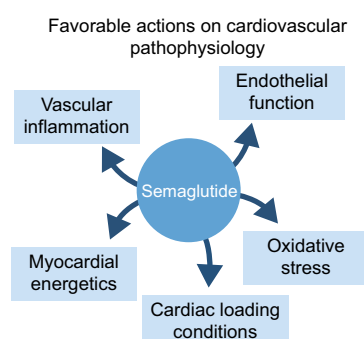 Favorable actions on cardiovascular
pathophysiology
Endothelial
function
Vascular
inflammation
Semaglutide
Oxidative
stress
Myocardial
energetics
Cardiac loading
conditions